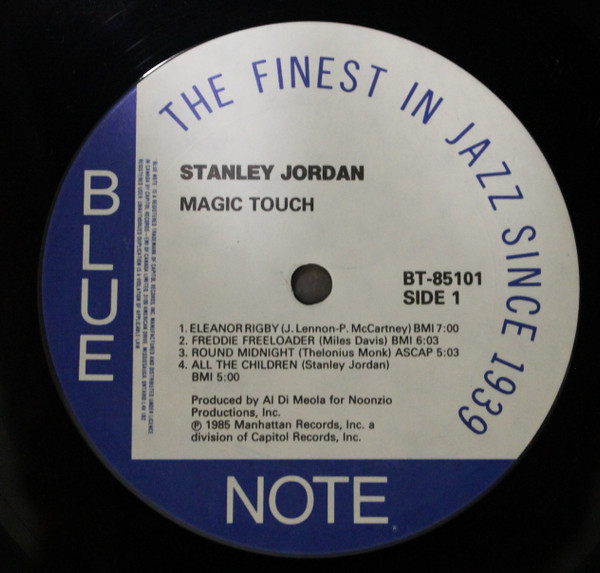 THE FINEST IN JAZZ SINCE 1939
BLUE
STANLEY JORDAN
MAGIC TOUCH
BT-85101
SIDE 1
1. ELEANOR RIGBY (J. Lennon-P. McCartney) BMI 7:00
2. FREDDIE FREELOADER (Miles Davis) BMI 6:03
3. ROUND MIDNIGHT (Thelonious Monk) ASCAP 5:03
4. ALL THE CHILDREN (Stanley Jordan)
BMI 5:00
Produced by Al Di Meola for Noonzio
Productions, Inc.
℗ 1985 Manhattan Records, Inc. a
division of Capitol Records, Inc.
NOTE